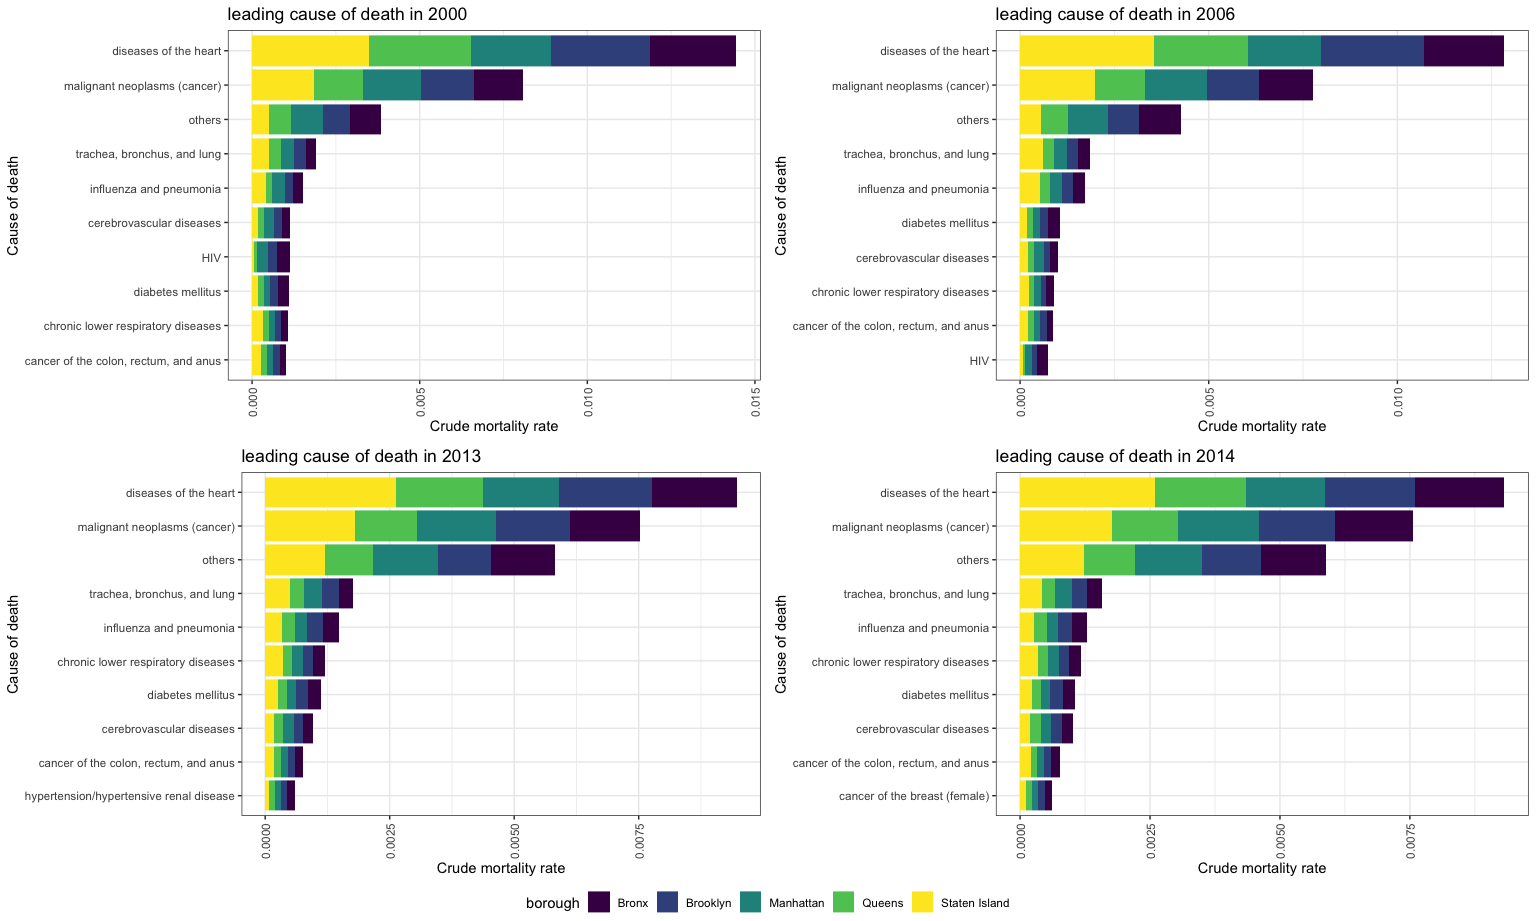 leading cause of death in 2000
Cause of death
diseases of the heart
malignant neoplasms (cancer)
others
trachea, bronchus, and lung
influenza and pneumonia
cerebrovascular diseases
HIV
diabetes mellitus
chronic lower respiratory diseases
cancer of the colon, rectum, and anus
0.000
0.005
0.010
0.015
Crude mortality rate
leading cause of death in 2006
Cause of death
diseases of the heart
malignant neoplasms (cancer)
others
trachea, bronchus, and lung
influenza and pneumonia
diabetes mellitus
cerebrovascular diseases
chronic lower respiratory diseases
cancer of the colon, rectum, and anus
HIV
0.000
0.005
0.010
Crude mortality rate
leading cause of death in 2013
Cause of death
diseases of the heart
malignant neoplasms (cancer)
others
trachea, bronchus, and lung
influenza and pneumonia
chronic lower respiratory diseases
diabetes mellitus
cerebrovascular diseases
cancer of the colon, rectum, and anus
hypertension/hypertensive renal disease
0.0000
0.0025
0.0050
0.0075
Crude mortality rate
leading cause of death in 2014
Cause of death
diseases of the heart
malignant neoplasms (cancer)
others
trachea, bronchus, and lung
influenza and pneumonia
chronic lower respiratory diseases
diabetes mellitus
cerebrovascular diseases
cancer of the colon, rectum, and anus
cancer of the breast (female)
0.0000
0.0025
0.0050
0.0075
Crude mortality rate
borough Bronx Brooklyn Manhattan Queens Staten Island